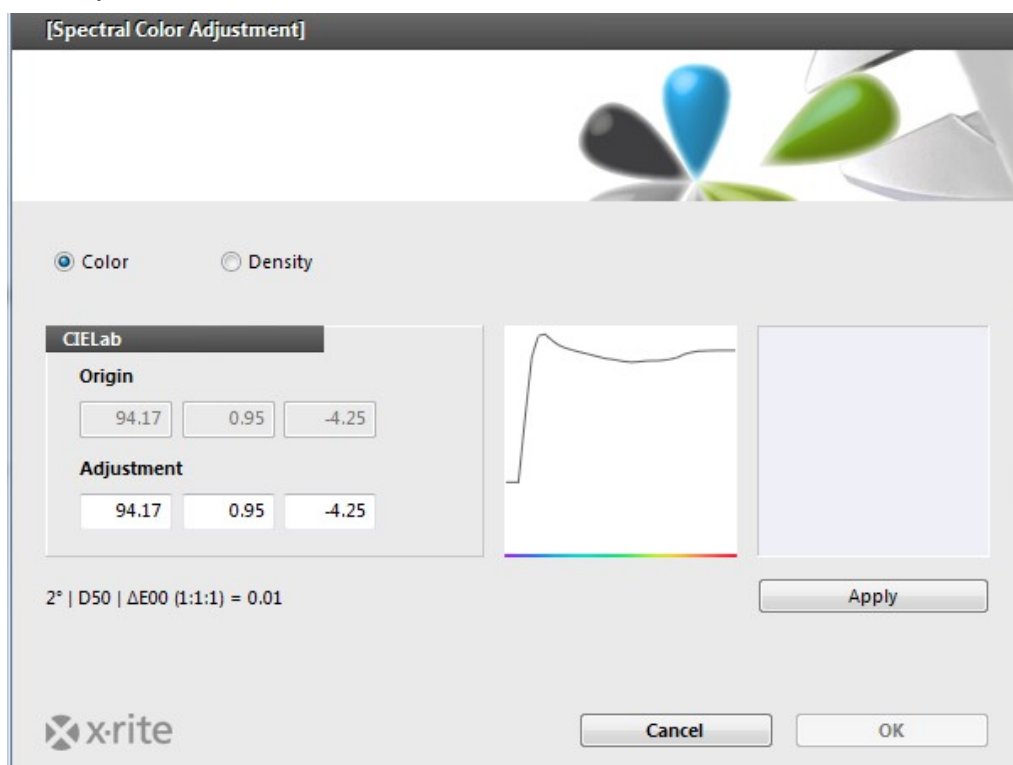 [Spectral Color Adjustment]
Color Density
CIELab
Origin
94.17 0.95 -4.25
Adjustment
94.17 0.95 -4.25
2° | D50 | ΔE00 (1:1:1) = 0.01
Apply
x·rite
Cancel OK